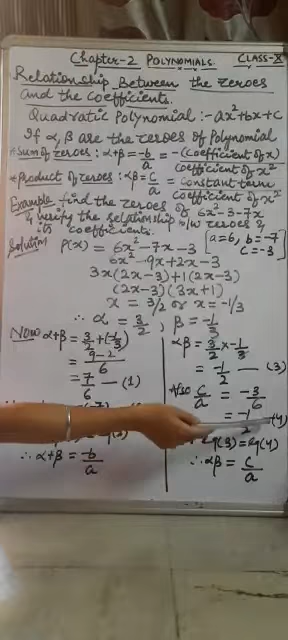 Chapter-2 POLYNOMIALS. CLASS-X
Relationship Between the zeroes
and the coefficients.
Quadratic Polynomial :- ax²+bx+c
If α,β are the zeroes of Polynomial
*Sum of zeroes : α+β = -b/a = -(Coefficient of x)/Coefficient of x²
*Product of zeroes : αβ = c/a = Constant term/Coefficient of x²
Example find the zeroes of 6x²-3-7x
& verify the relationship b/w zeroes &
its coefficients.
[a=6, b=-7
c=-3]
Solution P(x) = 6x²-7x-3
6x²-9x+2x-3
3x(2x-3)+1(2x-3)
(2x-3)(3x+1)
x = 3/2 or x = -1/3
∴ α = 3/2, β = -1/3
Now α+β = 3/2 + (-1/3)
= 9-2/6
= 7/6 — (1)
∴ α+β = -b/a
αβ = 3/2 × -1/3
= -1/2 — (3)
Also c/a = -3/6
= -1/2 (4)
(3) = eq(4)
∴ αβ = c/a